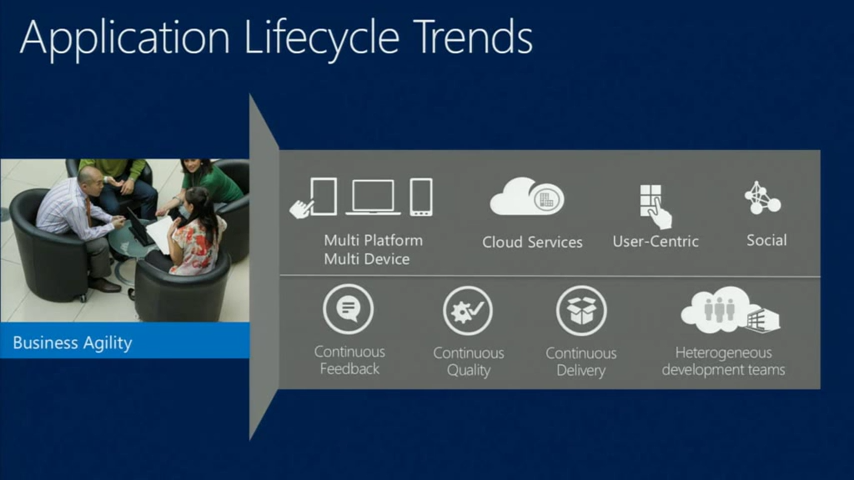 Application Lifecycle Trends
Multi Platform
Multi Device
Cloud Services
User-Centric
Social
Business Agility
Continuous
Feedback
Continuous
Quality
Continuous
Delivery
Heterogeneous
development teams